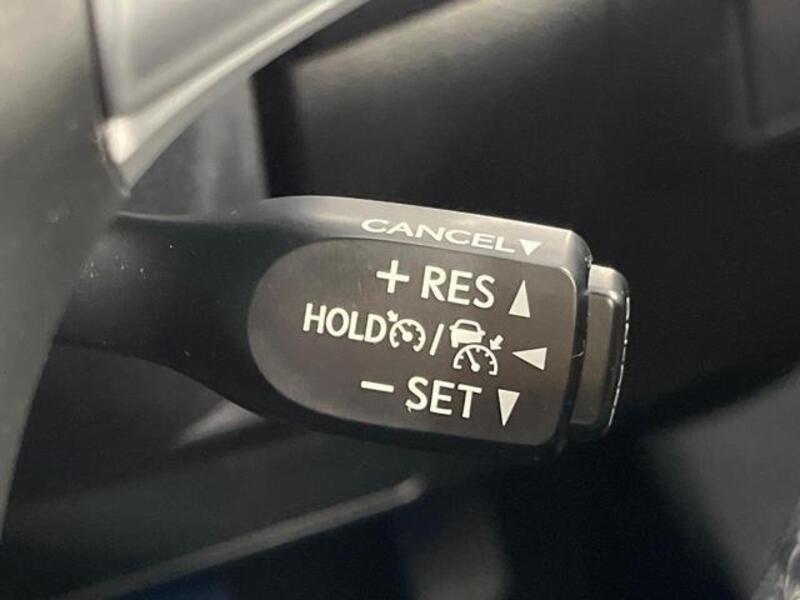 CANCEL▼
+ RES ▲
HOLD / ◀
− SET ▼